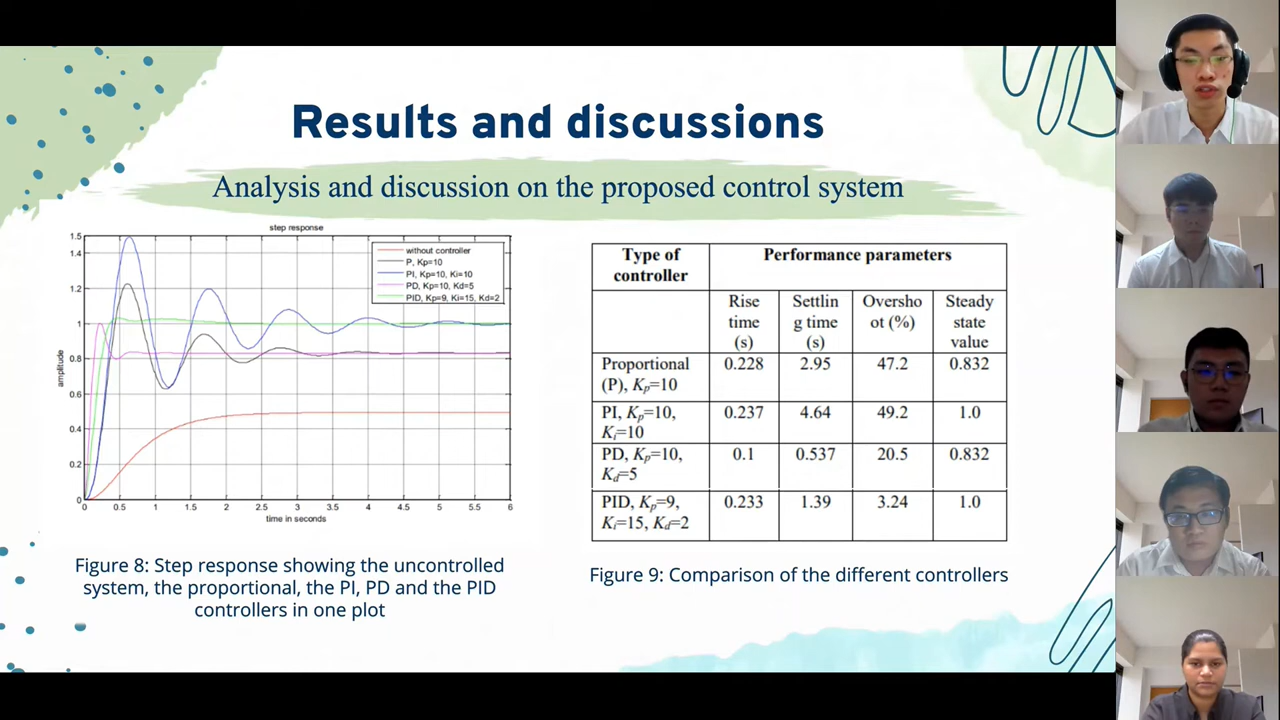 Results and discussions
Analysis and discussion on the proposed control system
step response
1.5
1.4
1.2
1
0.8
0.6
0.4
0.2
0
amplitude
without controller
P, Kp=10
PI, Kp=10, Ki=10
PD, Kp=10, Kd=5
PID, Kp=9, Ki=15, Kd=2
0 0.5 1 1.5 2 2.5 3 3.5 4 4.5 5 5.5 6
time in seconds
Figure 8: Step response showing the uncontrolled
system, the proportional, the PI, PD and the PID
controllers in one plot
Type of controller Performance parameters
Rise time (s) Settlin g time (s) Oversho ot (%) Steady state value
Proportional (P), Kp=10 0.228 2.95 47.2 0.832
PI, Kp=10, Ki=10 0.237 4.64 49.2 1.0
PD, Kp=10, Kd=5 0.1 0.537 20.5 0.832
PID, Kp=9, Ki=15, Kd=2 0.233 1.39 3.24 1.0
Figure 9: Comparison of the different controllers